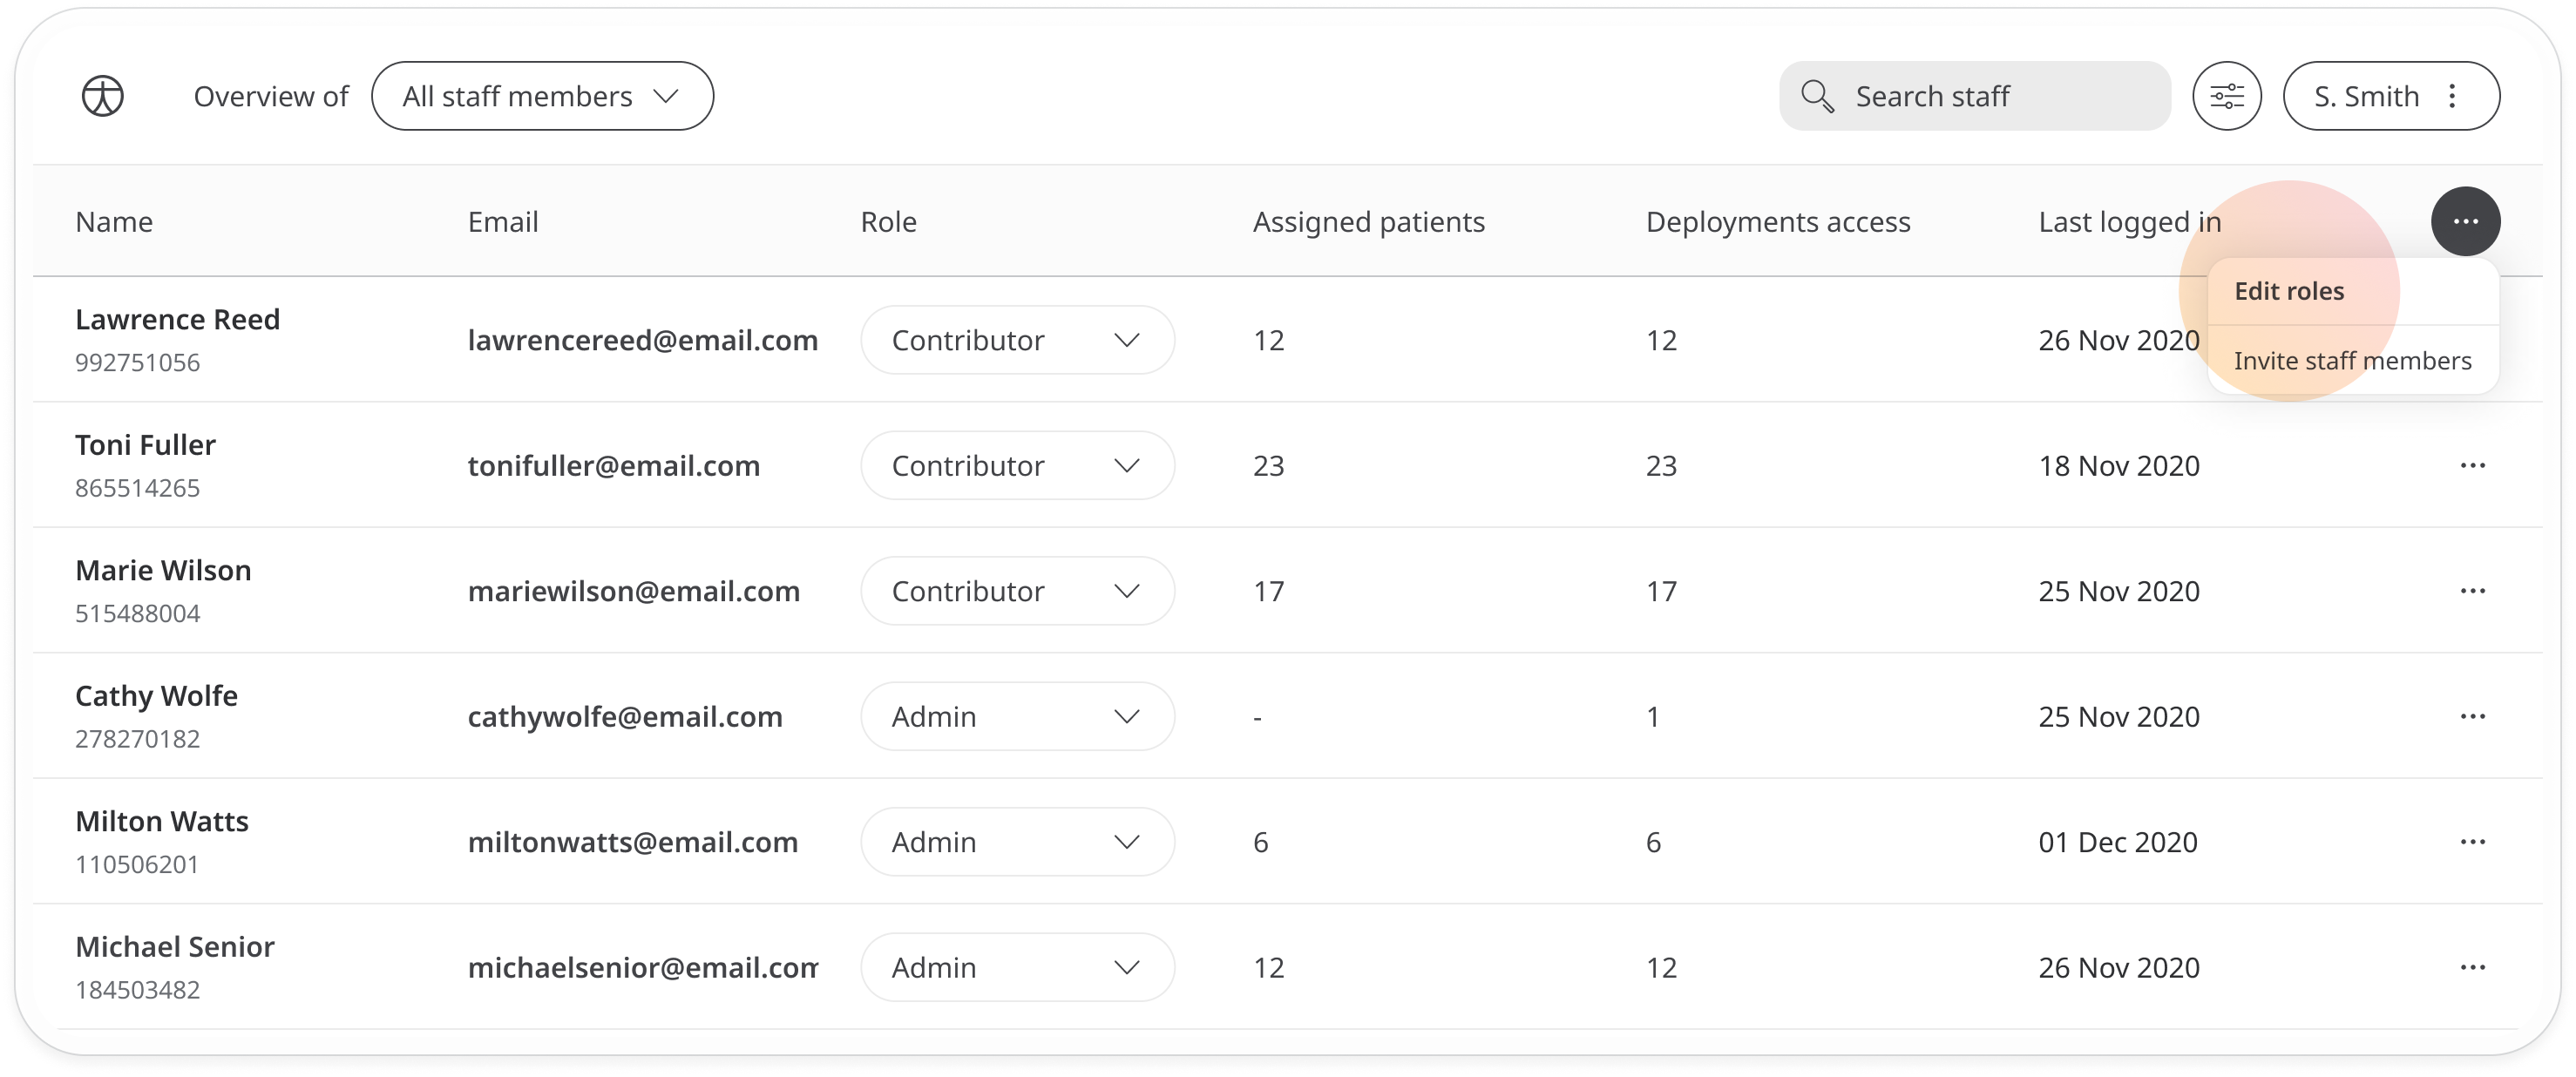 Overview of All staff members Search staff S. Smith
Name Email Role Assigned patients Deployments access Last logged in
Edit roles
Invite staff members
Lawrence Reed lawrencereed@email.com Contributor 12 12 26 Nov 2020
992751056
Toni Fuller tonifuller@email.com Contributor 23 23 18 Nov 2020
865514265
Marie Wilson mariewilson@email.com Contributor 17 17 25 Nov 2020
515488004
Cathy Wolfe cathywolfe@email.com Admin - 1 25 Nov 2020
278270182
Milton Watts miltonwatts@email.com Admin 6 6 01 Dec 2020
110506201
Michael Senior michaelsenior@email.com Admin 12 12 26 Nov 2020
184503482